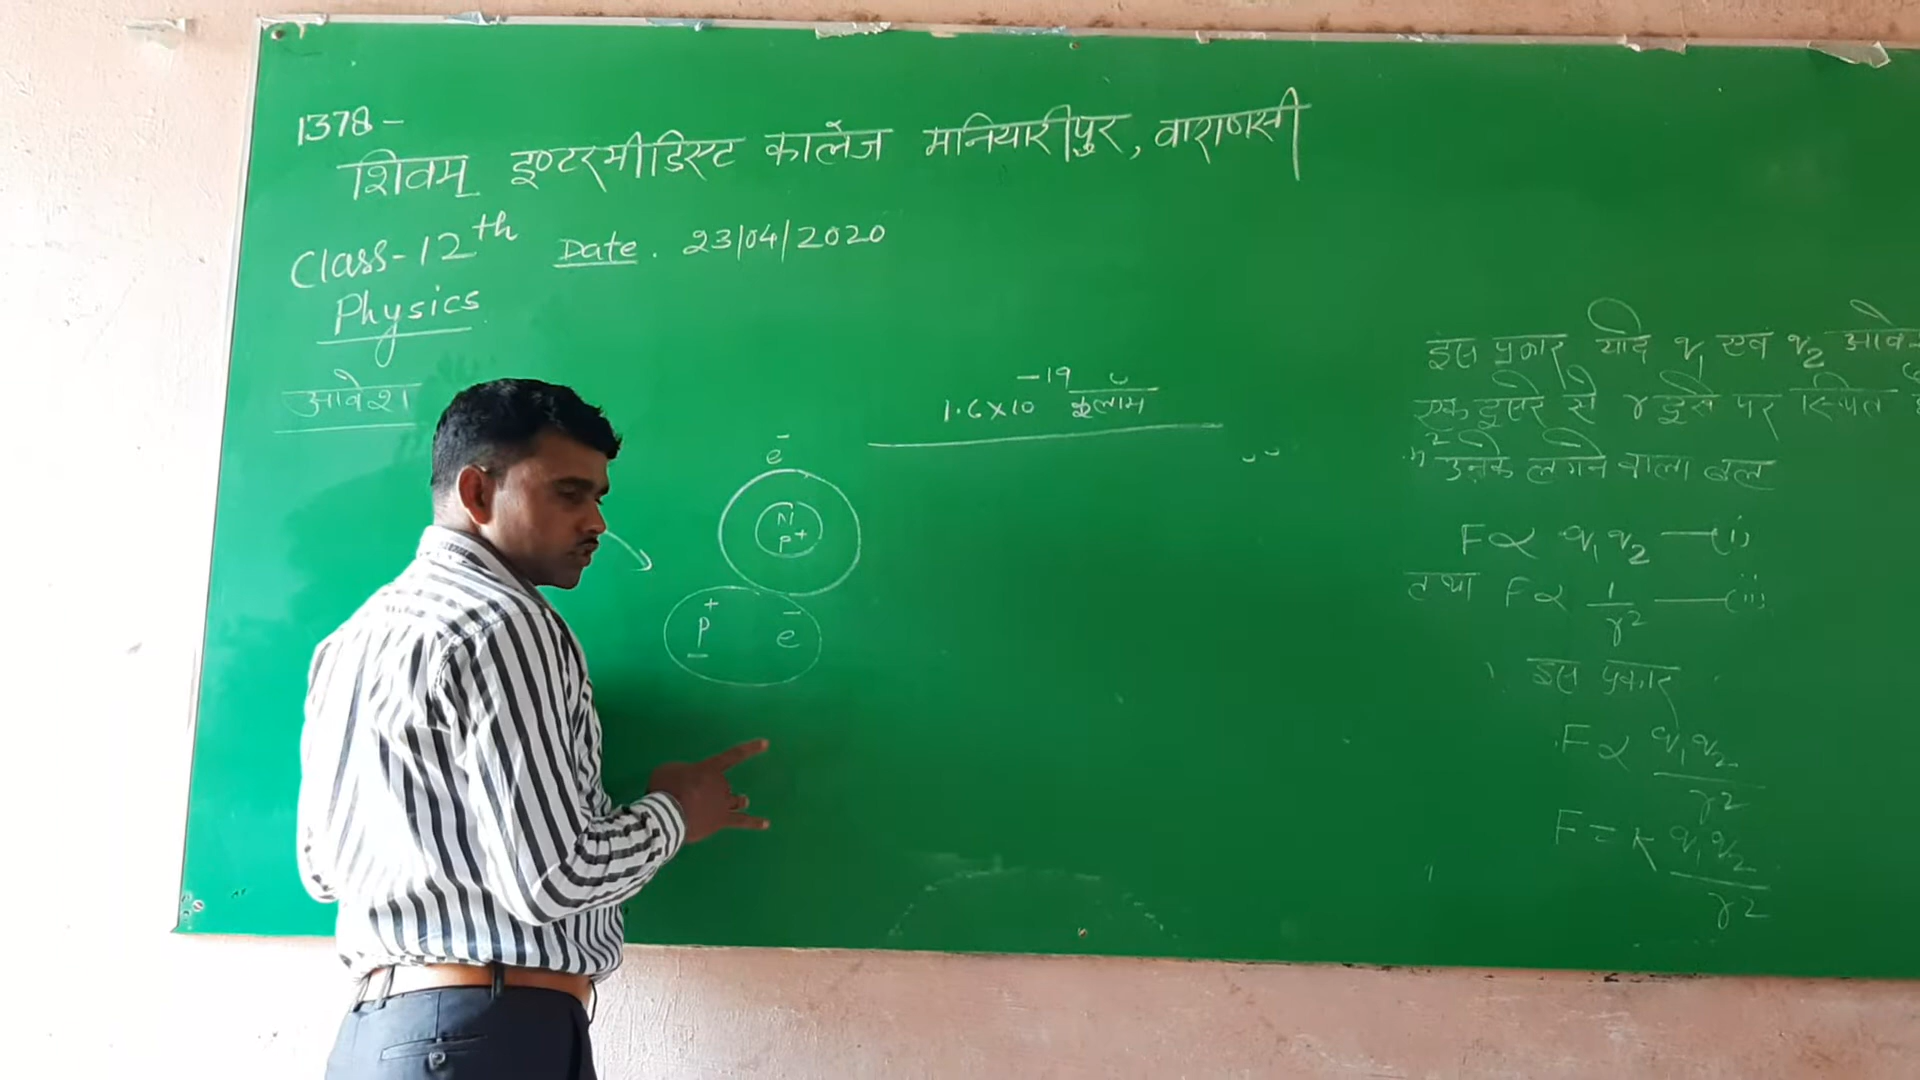 1378-
शिवम् इण्टरमीडिएट कालेज मनियारीपुर, वाराणसी
Class-12th Date. 23/04/2020
Physics
आवेश
1.6×10⁻¹⁹ कूलाम
e⁻
N
P⁺
P⁺ e⁻
इस प्रकार यदि q₁ एवं q₂
एक दूसरे से r दूरी पर स्थित
उनके लगने वाला बल
F ∝ q₁q₂ —(i)
तथा F ∝ 1/r² —(ii)
इस प्रकार
F ∝ q₁q₂/r²
F = K q₁q₂/r²